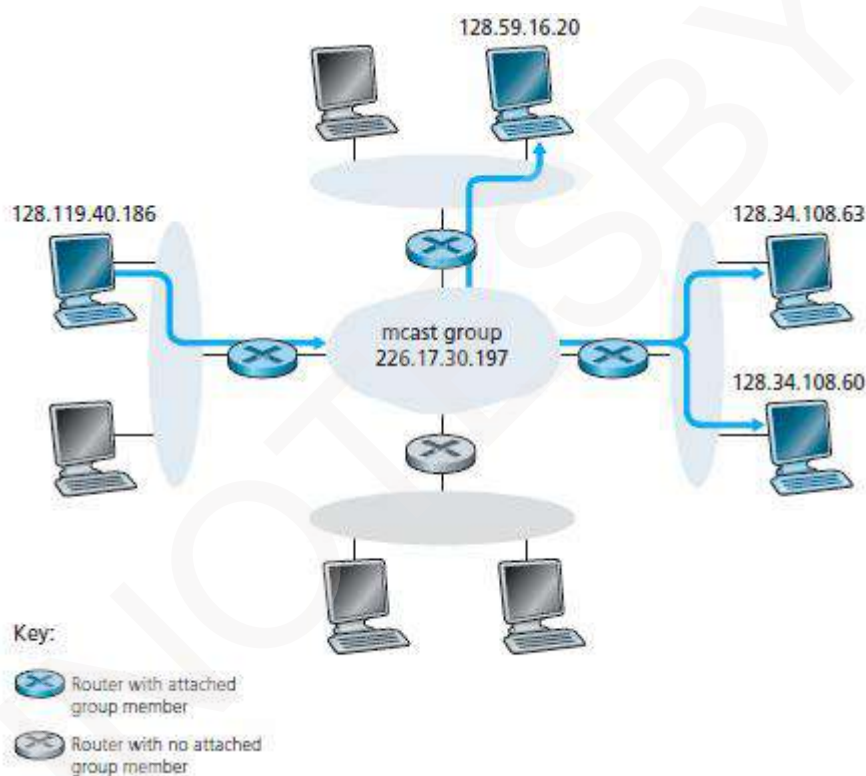 128.59.16.20
128.119.40.186
128.34.108.63
mcast group
226.17.30.197
128.34.108.60
Key:
Router with attached
group member
Router with no attached
group member